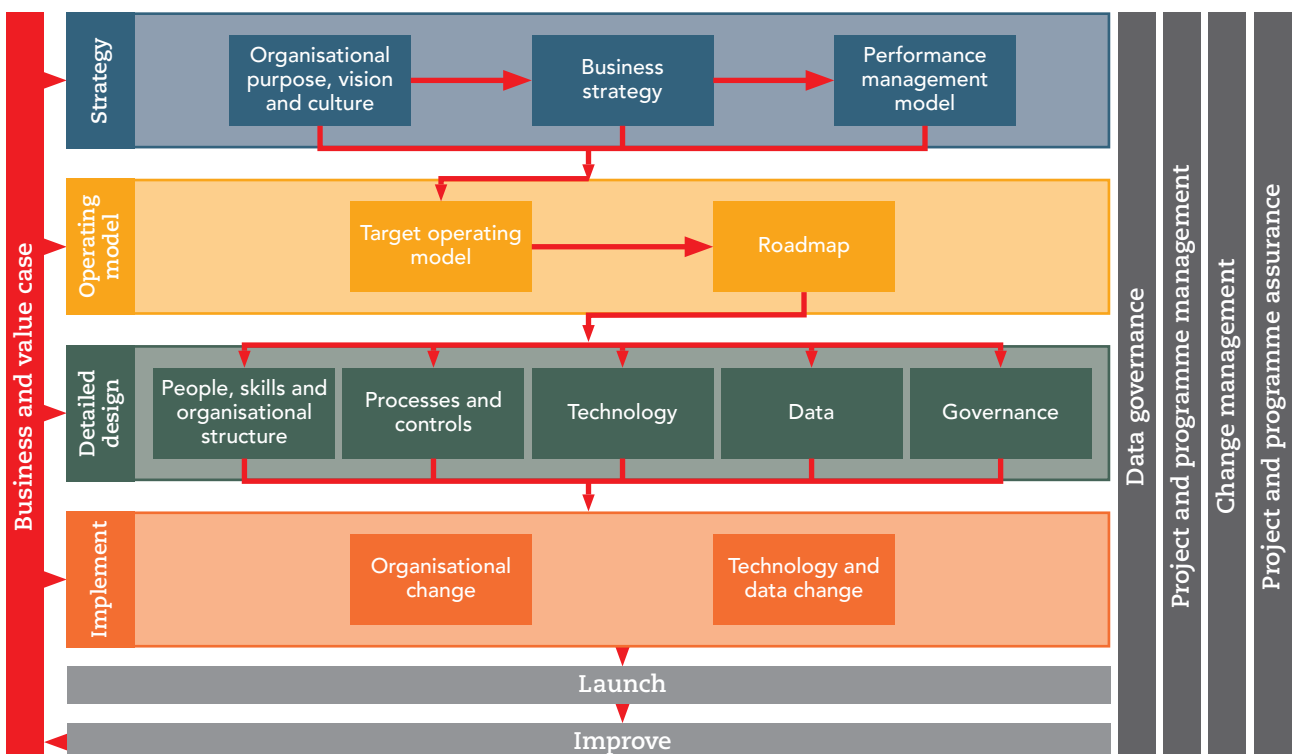 Business and value case
Strategy
Organisational
purpose, vision
and culture
Business
strategy
Performance
management
model
Operating
model
Target operating
model
Roadmap
Detailed
design
People, skills and
organisational
structure
Processes and
controls
Technology
Data
Governance
Implement
Organisational
change
Technology and
data change
Launch
Improve
Data governance
Project and programme management
Change management
Project and programme assurance